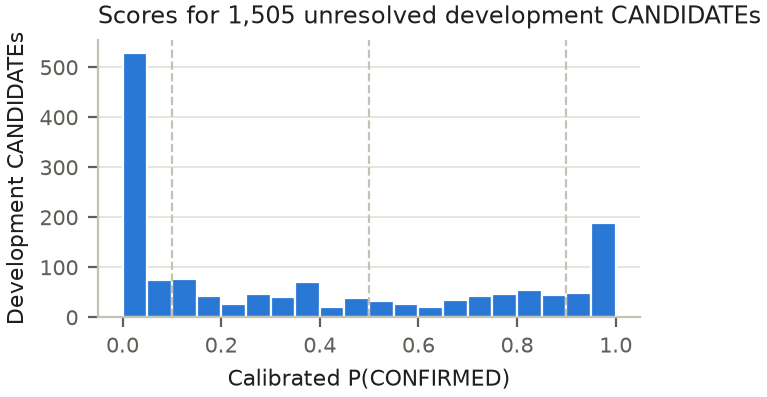 Scores for 1,505 unresolved development CANDIDATEs
Development CANDIDATEs
500
400
300
200
100
0
0.0 0.2 0.4 0.6 0.8 1.0
Calibrated P(CONFIRMED)